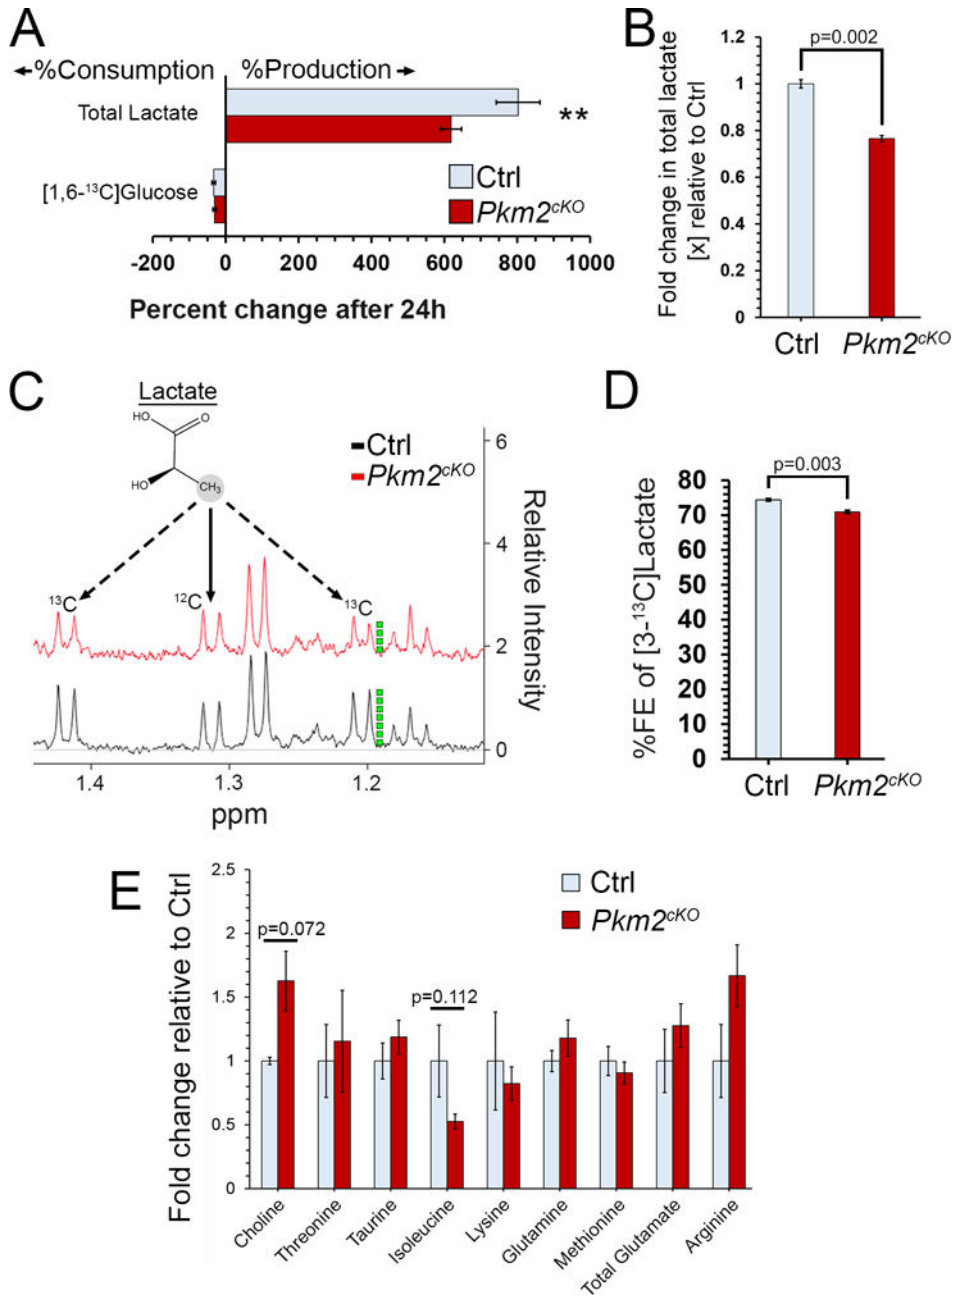 A
←%Consumption %Production→
Total Lactate
**
[1,6-¹³C]Glucose
Ctrl
Pkm2cKO
-200 0 200 400 600 800 1000
Percent change after 24h
B
Fold change in total lactate
[x] relative to Ctrl
1.2
1
0.8
0.6
0.4
0.2
0
p=0.002
Ctrl Pkm2cKO
C
Lactate
HO
O
HO
CH₃
Ctrl
Pkm2cKO
¹³C
¹²C
¹³C
6
4
2
0
Relative Intensity
1.4 1.3 1.2
ppm
D
%FE of [3-¹³C]Lactate
p=0.003
80
70
60
50
40
30
20
10
0
Ctrl Pkm2cKO
E
Fold change relative to Ctrl
2.5
2
1.5
1
0.5
0
Ctrl
Pkm2cKO
p=0.072
p=0.112
Choline
Threonine
Taurine
Isoleucine
Lysine
Glutamine
Methionine
Total Glutamate
Arginine